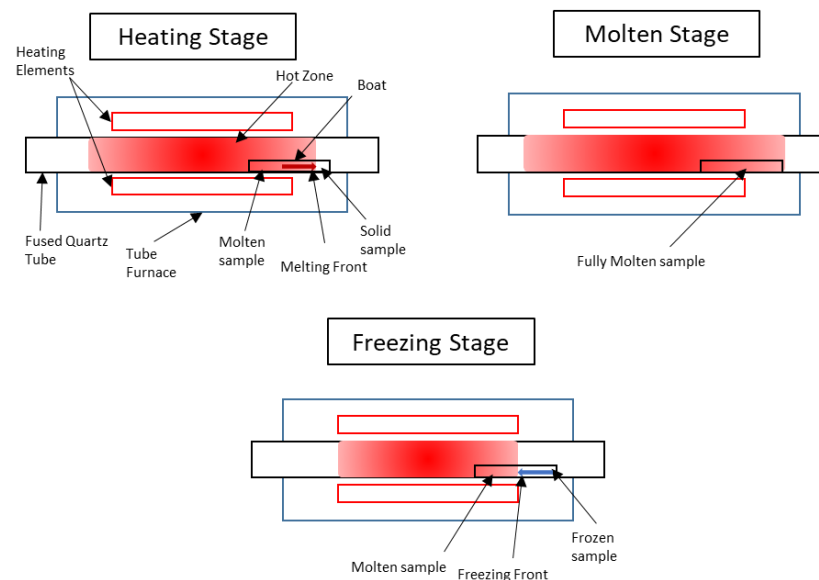 Heating Stage
Molten Stage
Heating
Elements
Hot Zone
Boat
Fused Quartz
Tube
Tube
Furnace
Molten
sample
Melting Front
Solid
sample
Fully Molten sample
Freezing Stage
Molten sample
Freezing Front
Frozen
sample